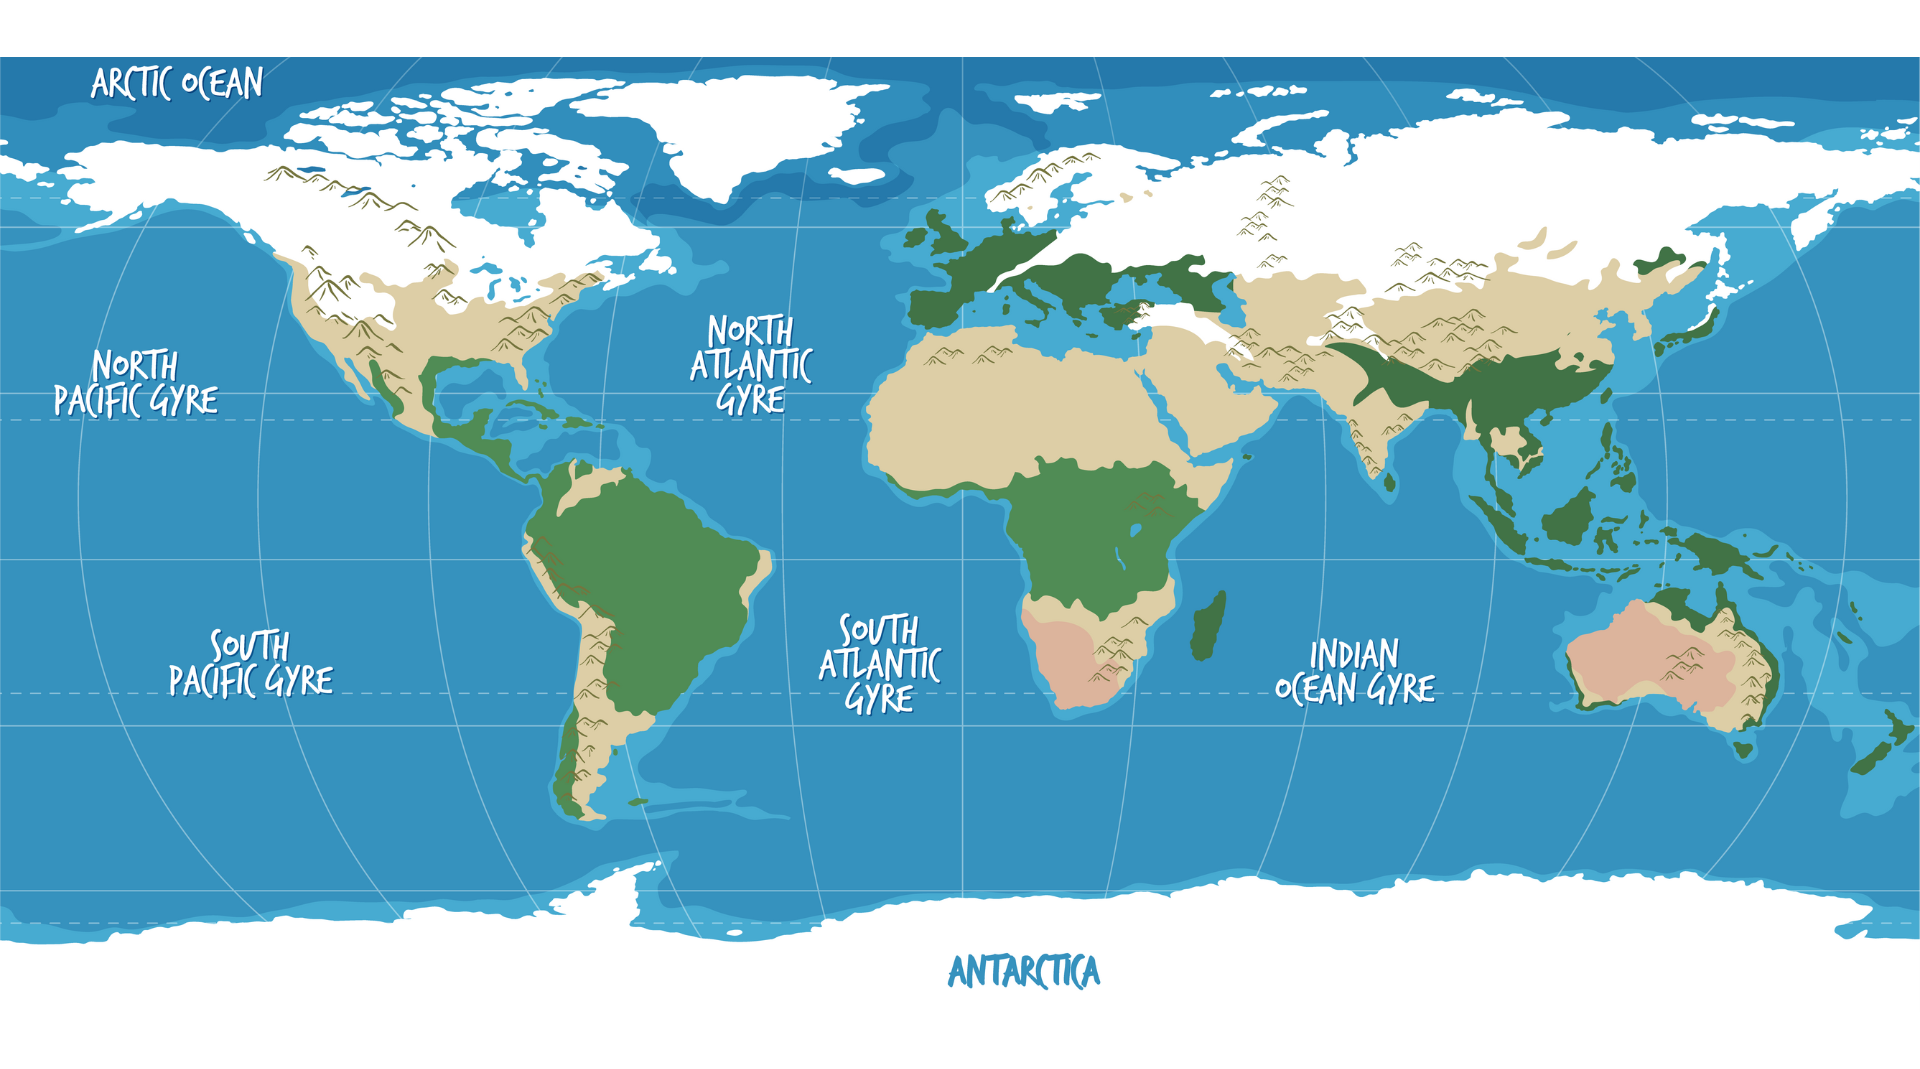 ARCTIC OCEAN
NORTH
PACIFIC GYRE
NORTH
ATLANTIC
GYRE
SOUTH
PACIFIC GYRE
SOUTH
ATLANTIC
GYRE
INDIAN
OCEAN GYRE
ANTARCTICA